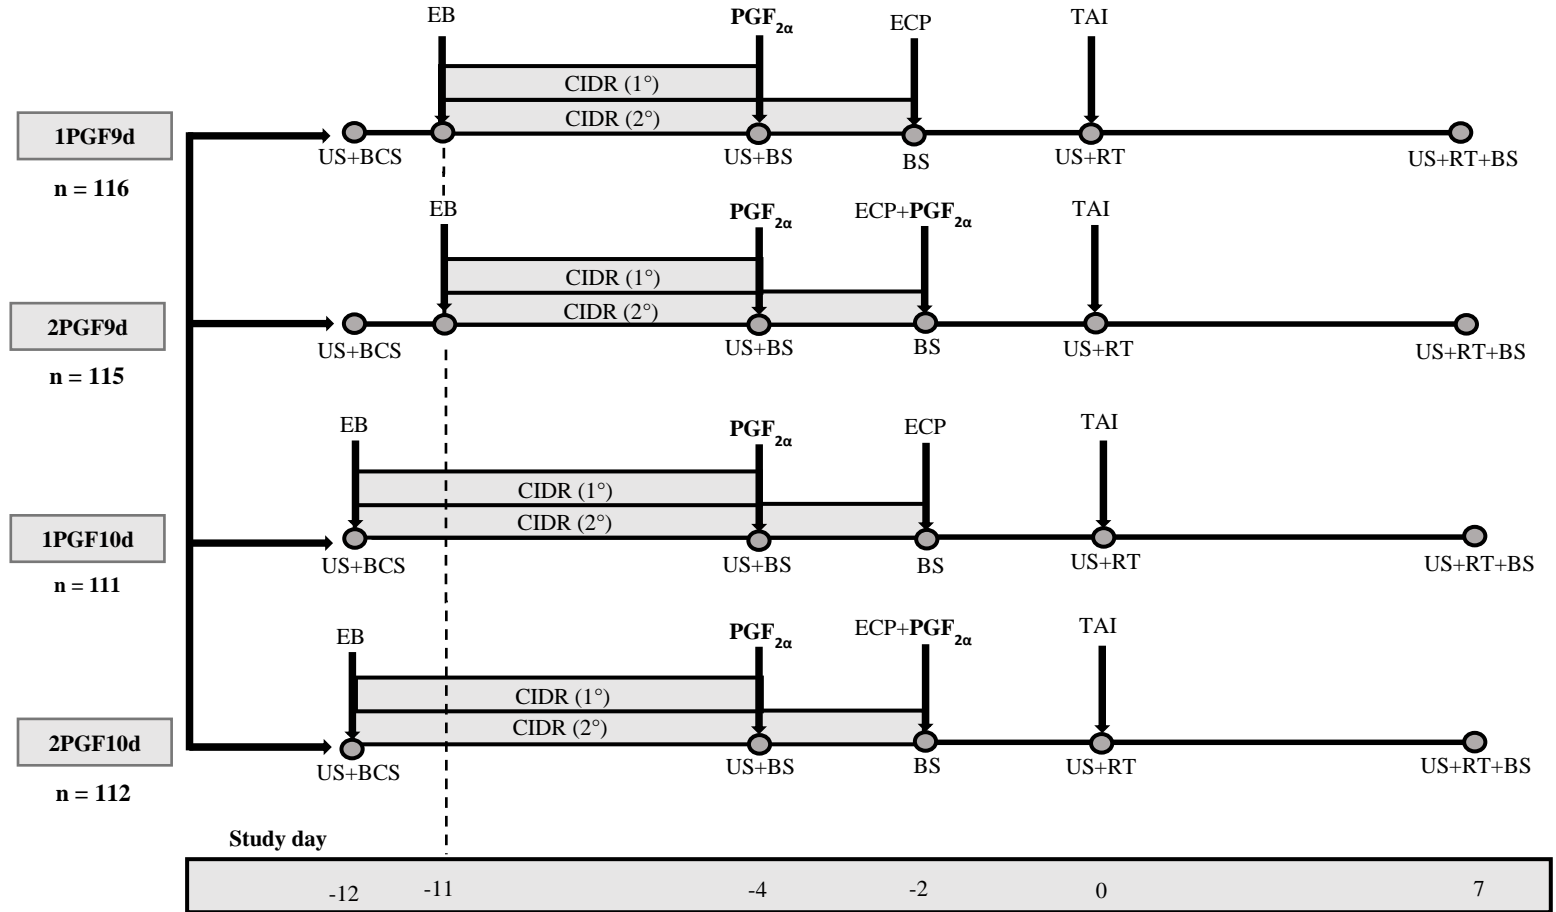 EB PGF2α ECP TAI
CIDR (1°)
CIDR (2°)
1PGF9d
US+BCS US+BS BS US+RT US+RT+BS
n = 116
EB PGF2α ECP+PGF2α TAI
CIDR (1°)
CIDR (2°)
2PGF9d
US+BCS US+BS BS US+RT US+RT+BS
n = 115
EB PGF2α ECP TAI
CIDR (1°)
CIDR (2°)
1PGF10d
US+BCS US+BS BS US+RT US+RT+BS
n = 111
EB PGF2α ECP+PGF2α TAI
CIDR (1°)
CIDR (2°)
2PGF10d
US+BCS US+BS BS US+RT US+RT+BS
n = 112
Study day
-12 -11 -4 -2 0 7